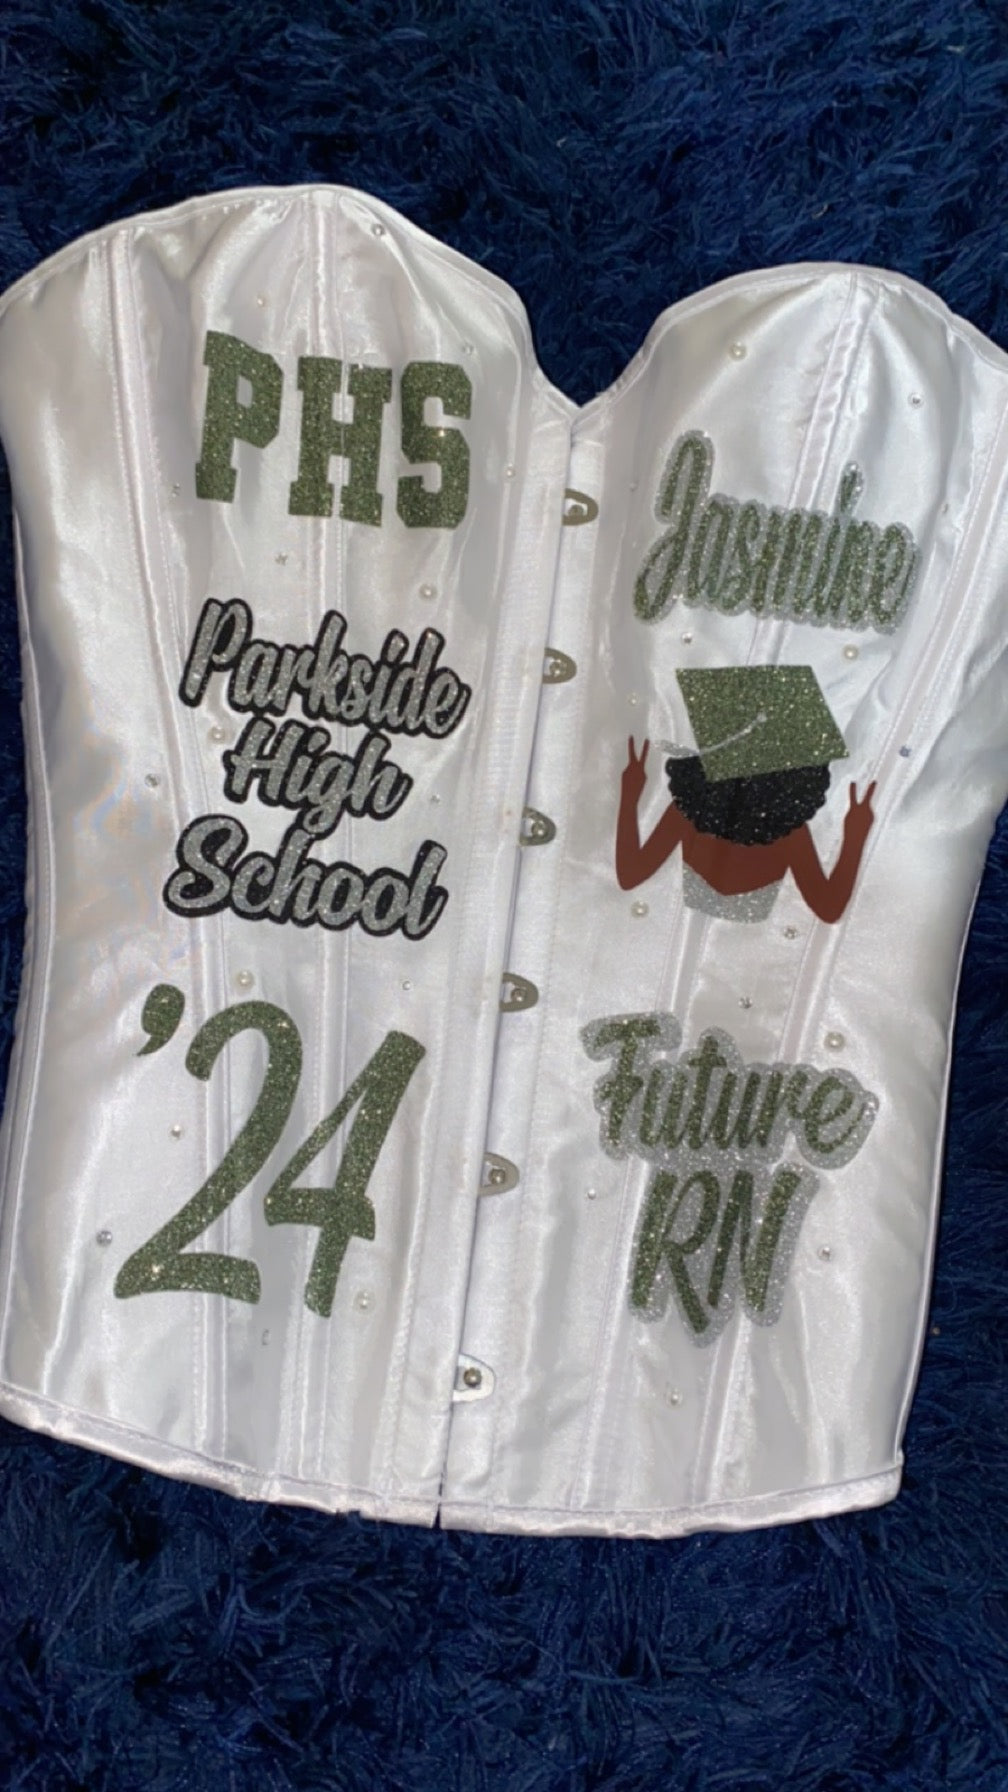 PHS
Parkside
High
School
'24
Jasmine
Future
RN